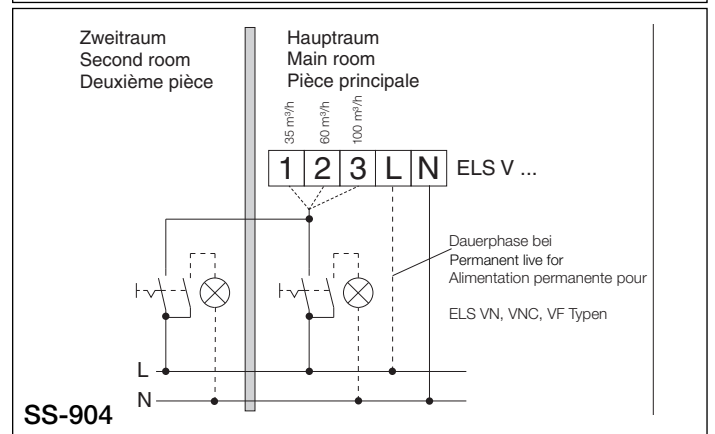 Zweitraum
Second room
Deuxième pièce
Hauptraum
Main room
Pièce principale
35 m³/h
60 m³/h
100 m³/h
1 2 3 L N ELS V ...
Dauerphase bei
Permanent live for
Alimentation permanente pour
ELS VN, VNC, VF Typen
L
N
SS-904